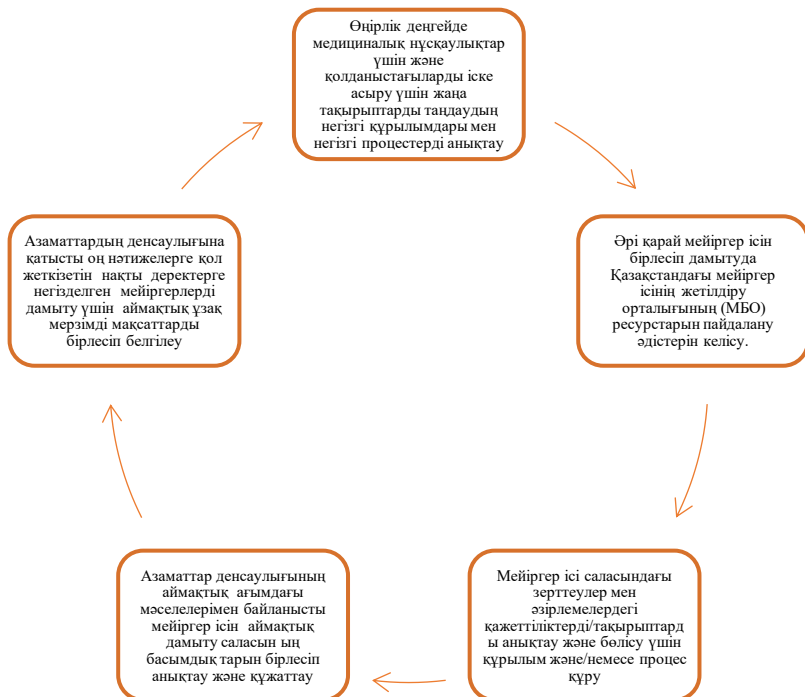 Өңірлік деңгейде
медициналық нұсқаулықтар
үшін және
қолданыстағыларды іске
асыру үшін жаңа
тақырыптарды таңдаудың
негізгі құрылымдары мен
негізгі процестерді анықтау
Әрі қарай мейіргер ісін
бірлесіп дамытуда
Қазақстандағы мейіргер
ісінің жетілдіру
орталығының (МБО)
ресурстарын пайдалану
әдістерін келісу.
Мейіргер ісі саласындағы
зерттеулер мен
әзірлемелердегі
қажеттіліктерді/тақырыптард
ы анықтау және бөлісу үшін
құрылым және/немесе процес
құру
Азаматтар денсаулығының
аймақтық ағымдағы
мәселелерімен байланысты
мейіргер ісін аймақтық
дамыту саласын ың
басымдық тарын бірлесіп
анықтау және құжаттау
Азаматтардың денсаулығына
қатысты оң нәтижелерге қол
жеткізетін нақты деректерге
негізделген мейіргерлерді
дамыту үшін аймақтық ұзақ
мерзімді мақсаттарды
бірлесіп белгілеу